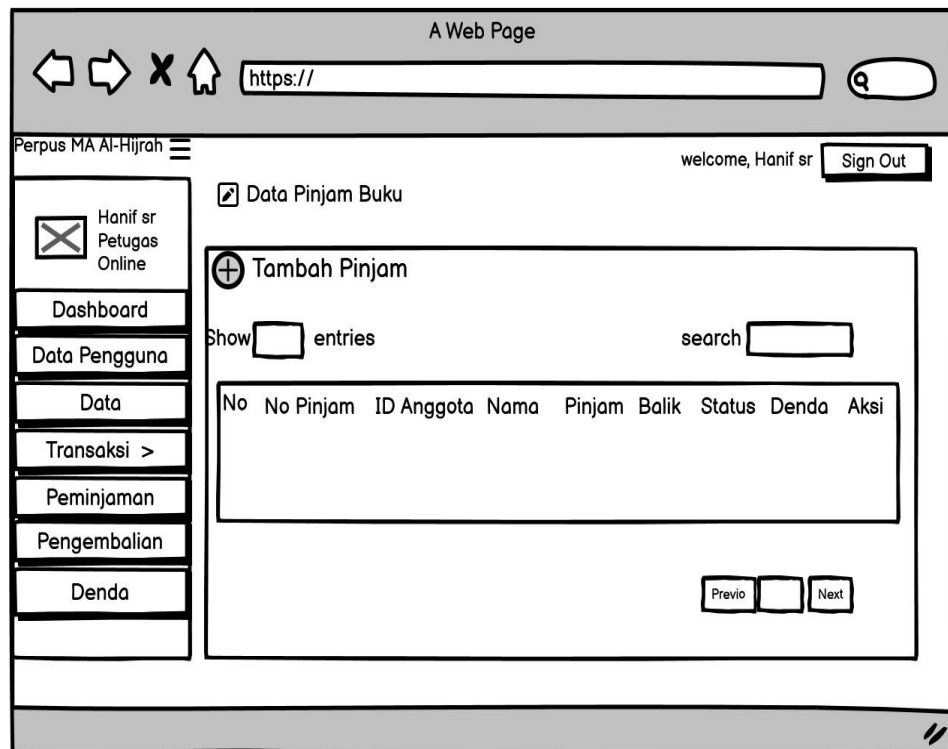 A Web Page
https://
Perpus MA Al-Hijrah
welcome, Hanif sr
Sign Out
Hanif sr
Petugas
Online
Dashboard
Data Pengguna
Data
Transaksi >
Peminjaman
Pengembalian
Denda
Data Pinjam Buku
Tambah Pinjam
Show entries
search
No No Pinjam ID Anggota Nama Pinjam Balik Status Denda Aksi
Previo Next